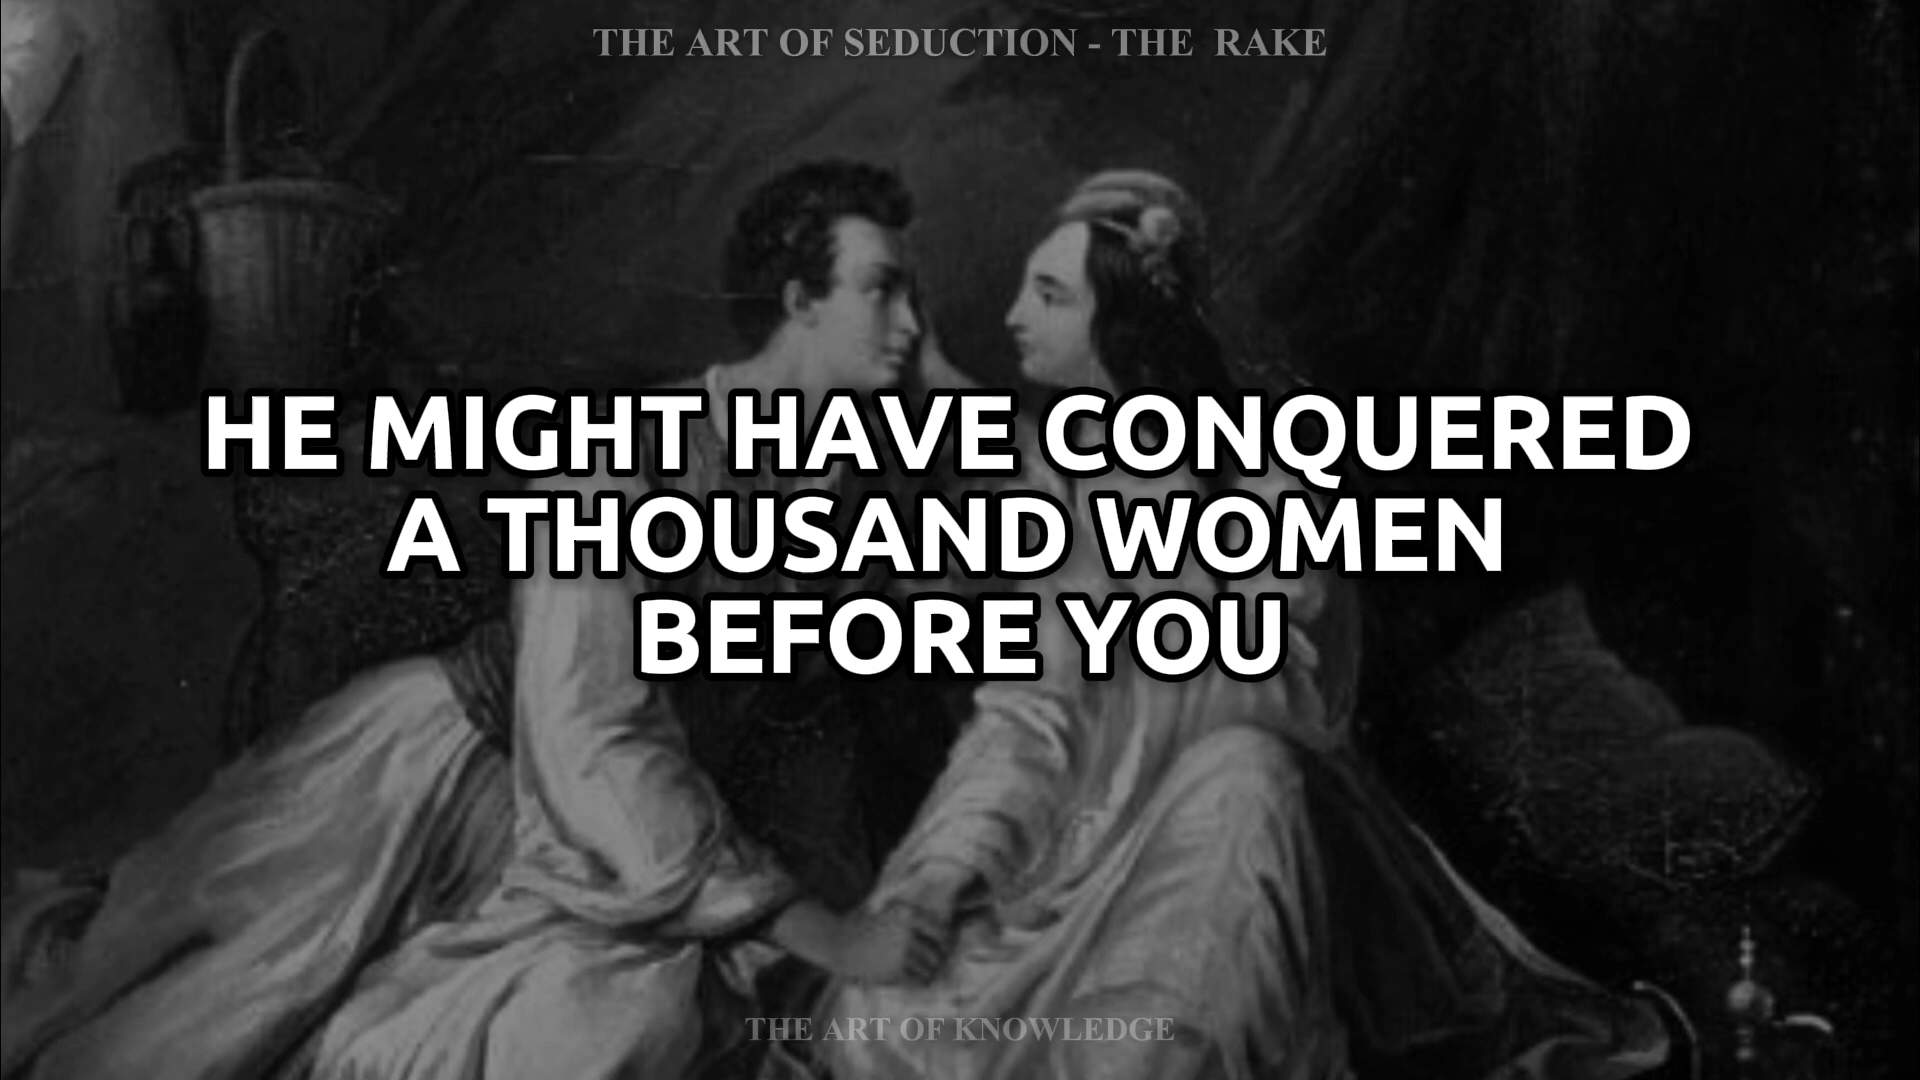 THE ART OF SEDUCTION - THE RAKE
HE MIGHT HAVE CONQUERED
A THOUSAND WOMEN
BEFORE YOU
THE ART OF KNOWLEDGE